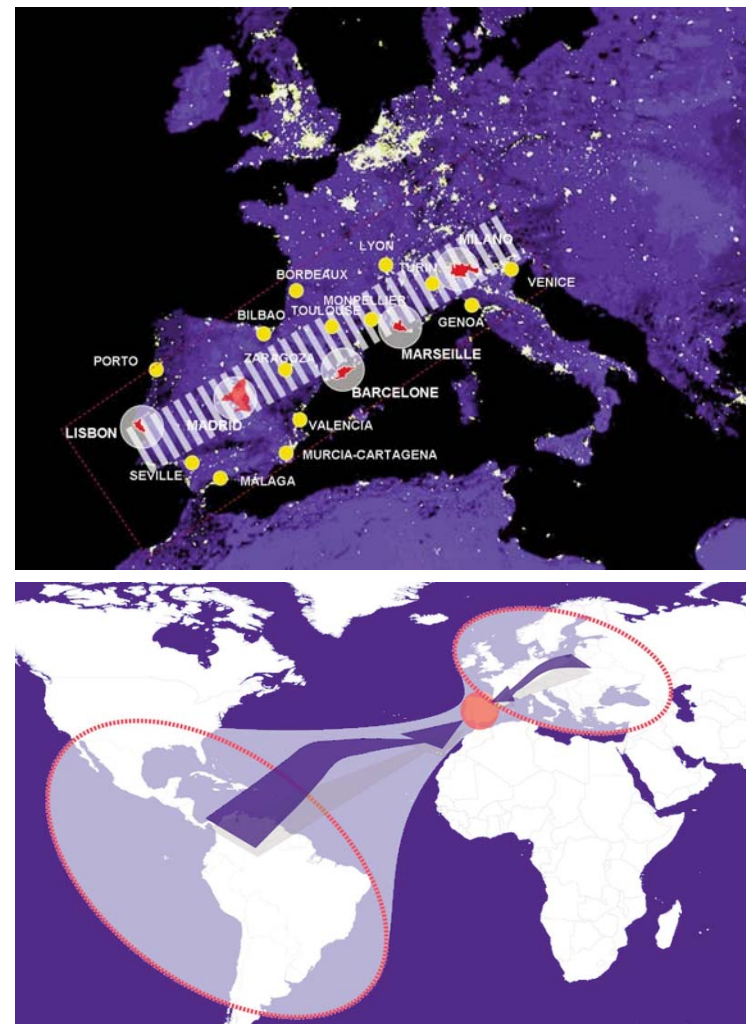 LYON
MILANO
TURIN
VENICE
BORDEAUX
MONPELLIER
TOULOUSE
BILBAO
GENOA
MARSEILLE
ZARAGOZA
PORTO
BARCELONE
MADRID
LISBON
VALENCIA
MURCIA-CARTAGENA
SEVILLE
MÁLAGA